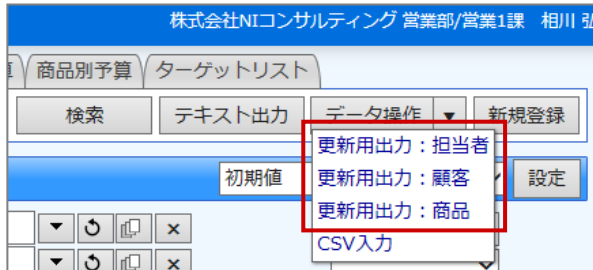 株式会社NIコンサルティング 営業部/営業1課 相川 弘
商品別予算 ターゲットリスト
検索 テキスト出力 データ操作 ▼ 新規登録
更新用出力：担当者
初期値 更新用出力：顧客 設定
更新用出力：商品
CSV入力